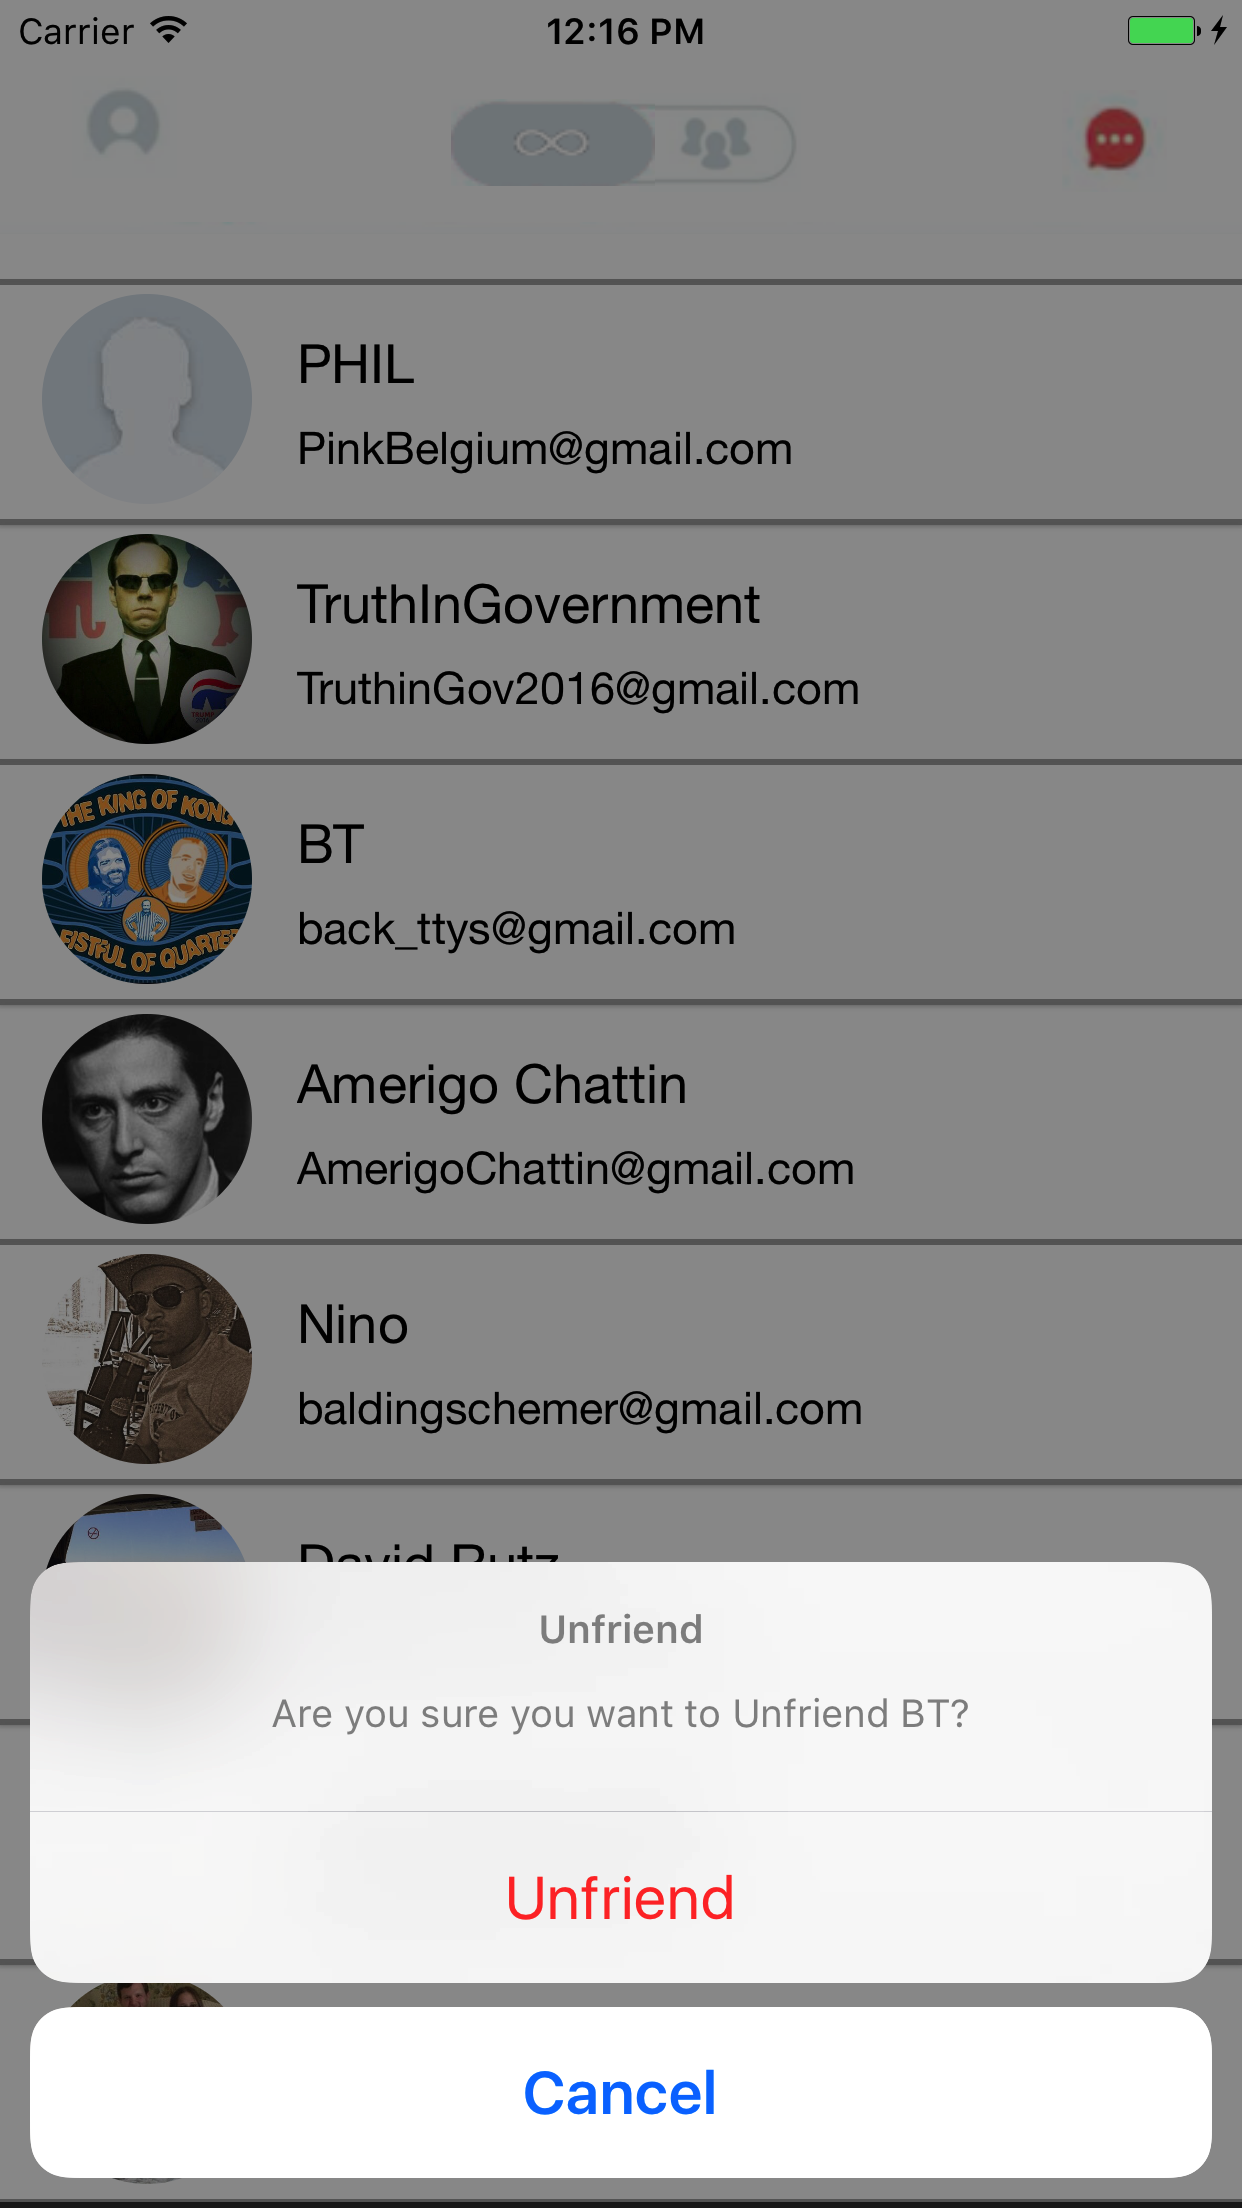 Carrier 12:16 PM
PHIL
PinkBelgium@gmail.com
TruthInGovernment
TruthinGov2016@gmail.com
TRUMP
THE KING OF KONG
FISTFUL OF QUARTER
BT
back_ttys@gmail.com
Amerigo Chattin
AmerigoChattin@gmail.com
Nino
baldingschemer@gmail.com
David Rutz
Unfriend
Are you sure you want to Unfriend BT?
Unfriend
Cancel